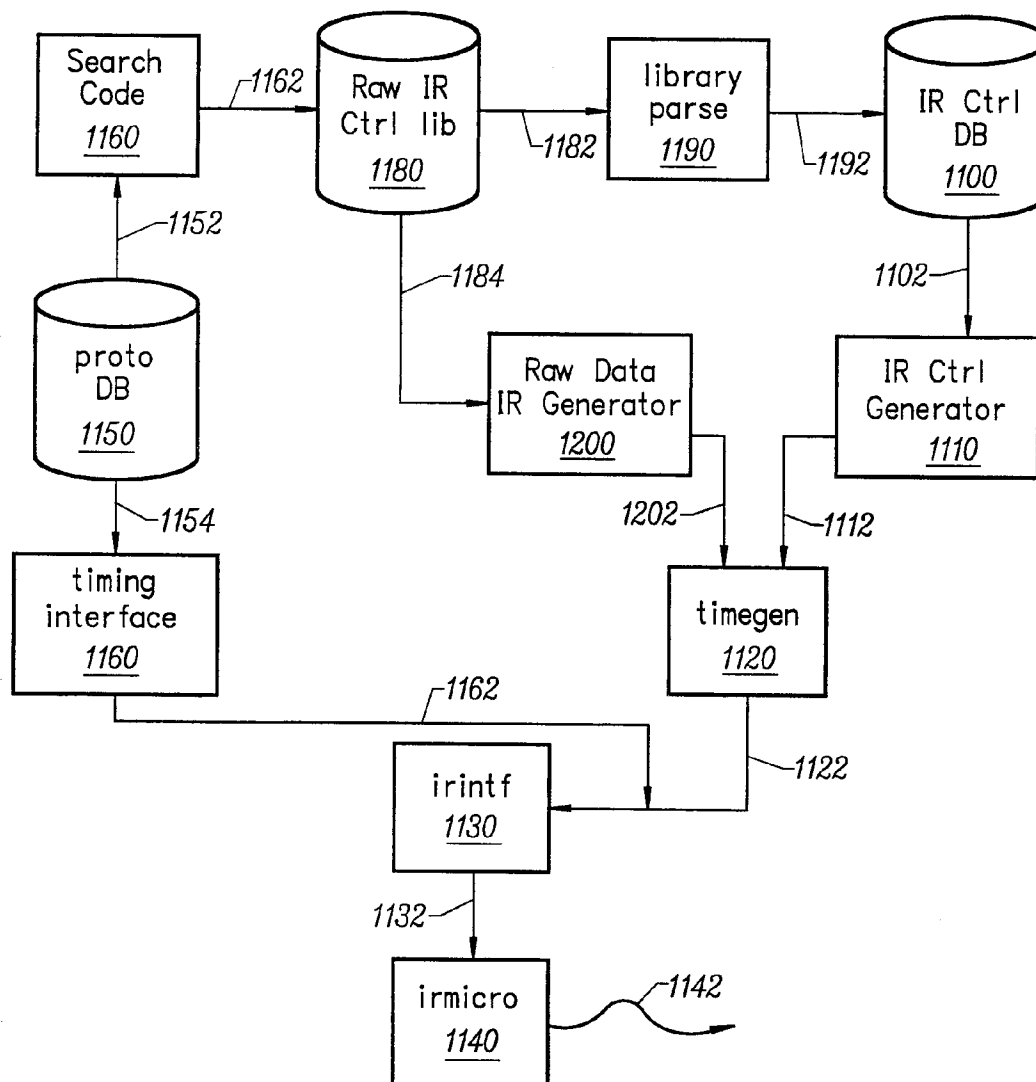 Search
Code
1160
1162
Raw IR
Ctrl lib
1180
1182
library
parse
1190
1192
IR Ctrl
DB
1100
1152
1184
1102
proto
DB
1150
Raw Data
IR Generator
1200
IR Ctrl
Generator
1110
1154
1202
1112
timing
interface
1160
timegen
1120
1162
1122
irintf
1130
1132
irmicro
1140
1142